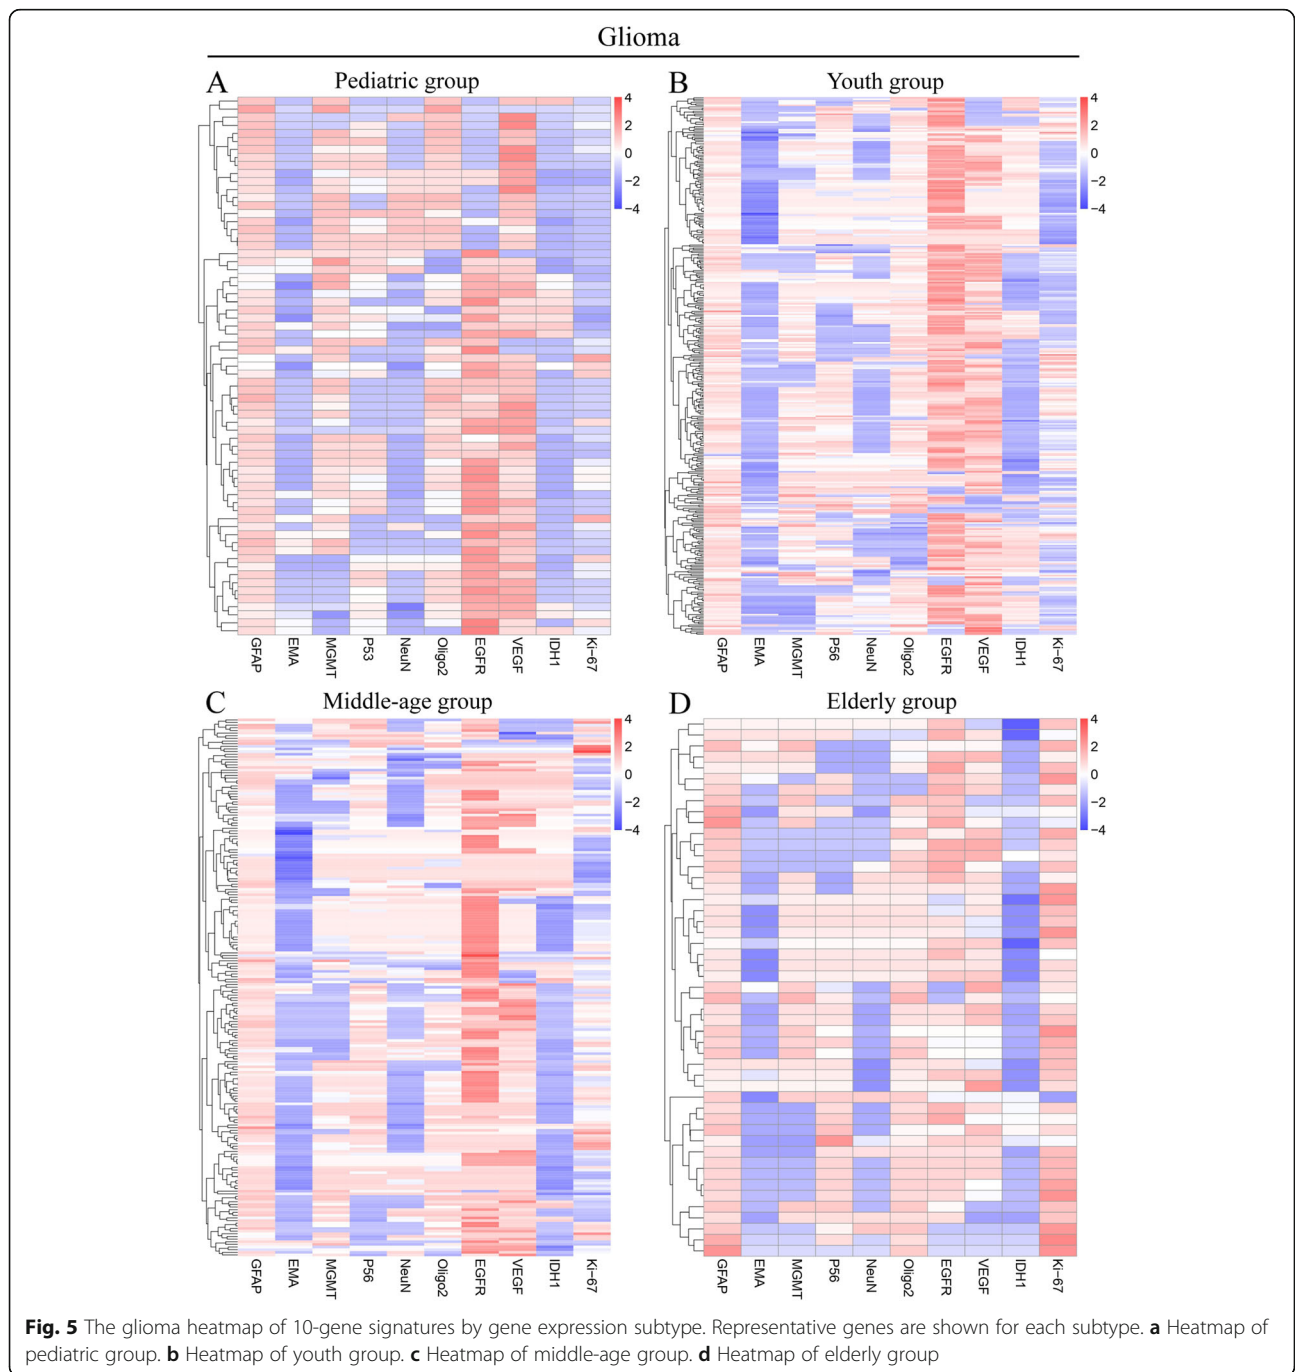 Glioma
A
Pediatric group
4
2
0
−2
−4
GFAP
EMA
MGMT
P53
NeuN
Oligo2
EGFR
VEGF
IDH1
Ki−67
B
Youth group
4
2
0
−2
−4
GFAP
EMA
MGMT
P56
NeuN
Oligo2
EGFR
VEGF
IDH1
Ki−67
C
Middle-age group
4
2
0
−2
−4
GFAP
EMA
MGMT
P56
NeuN
Oligo2
EGFR
VEGF
IDH1
Ki−67
D
Elderly group
4
2
0
−2
−4
GFAP
EMA
MGMT
P56
NeuN
Oligo2
EGFR
VEGF
IDH1
Ki−67
Fig. 5 The glioma heatmap of 10-gene signatures by gene expression subtype. Representative genes are shown for each subtype. a Heatmap of
pediatric group. b Heatmap of youth group. c Heatmap of middle-age group. d Heatmap of elderly group